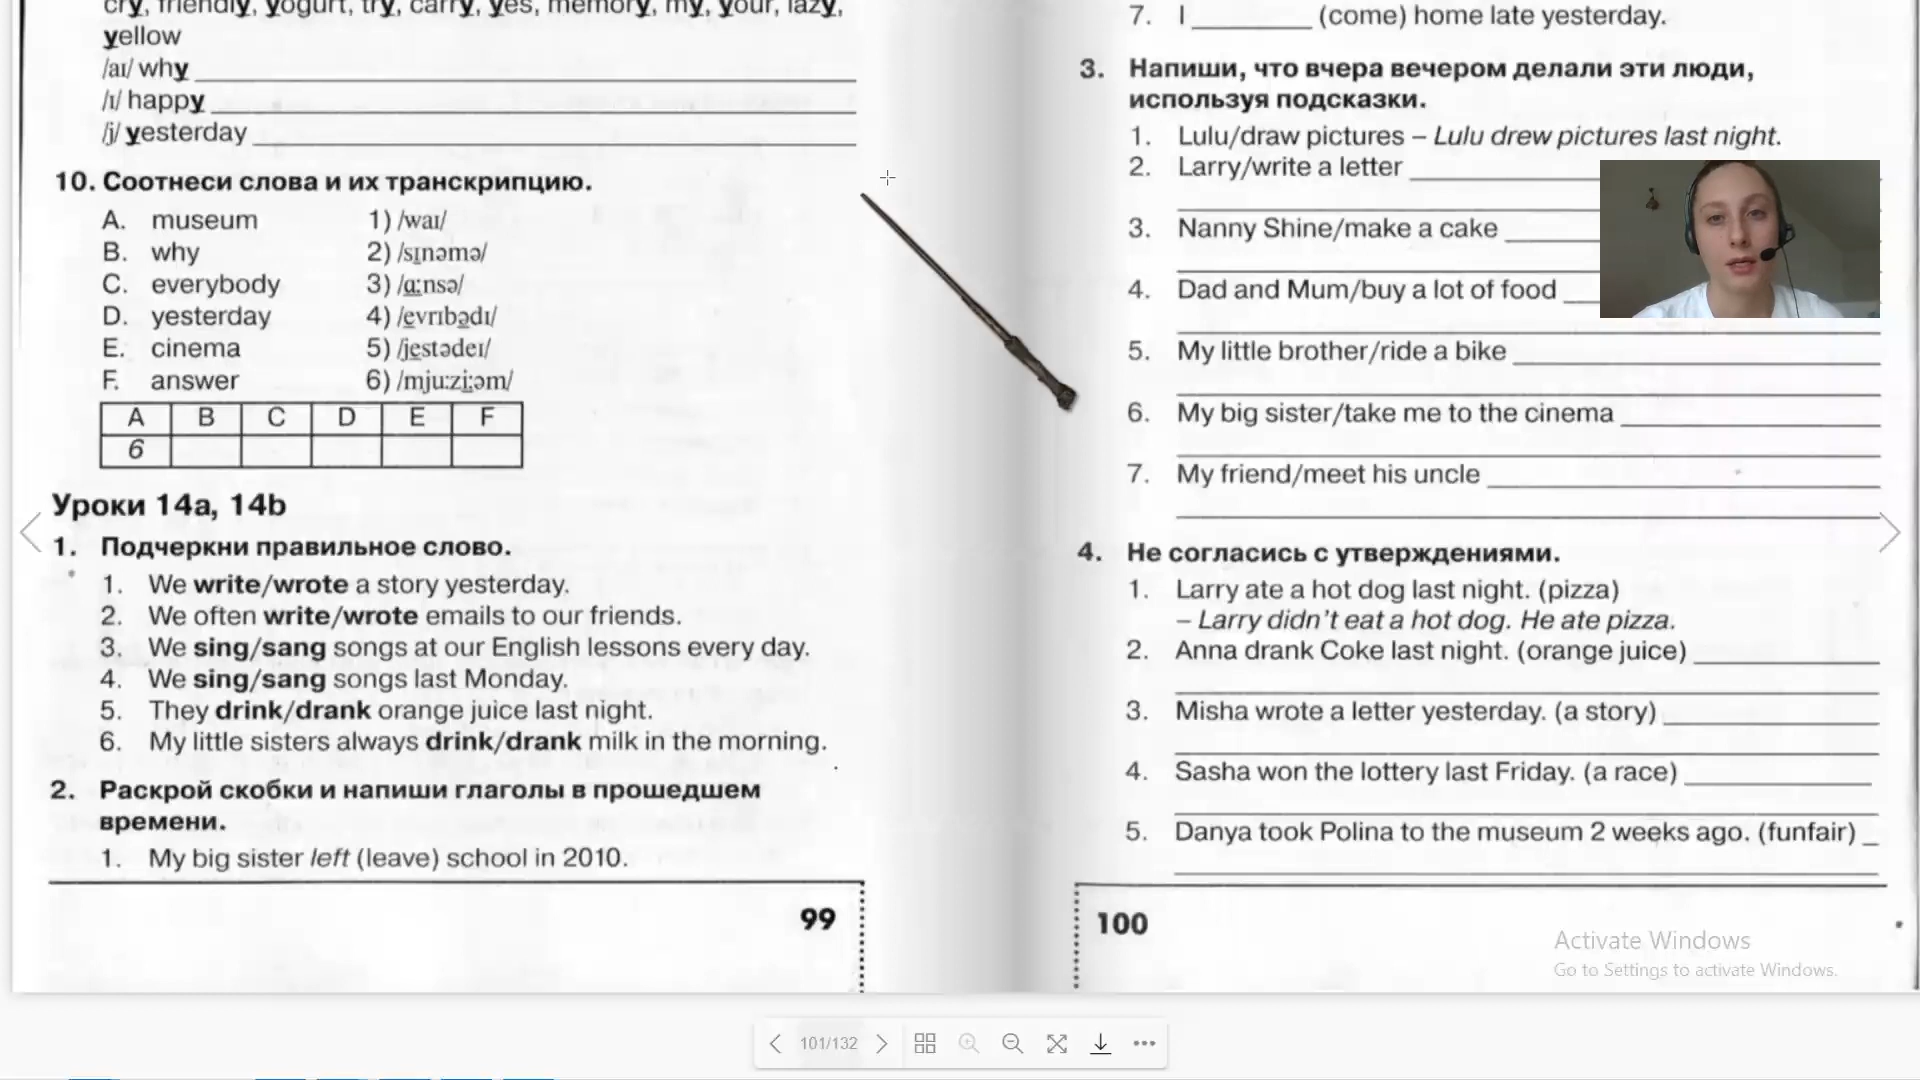 cry, friendly, yogurt, try, carry, yes, memory, my, your, lazy,
yellow
/aɪ/ why
/ɪ/ happy
/j/ yesterday
10. Соотнеси слова и их транскрипцию.
A. museum 1) /waɪ/
B. why 2) /sɪnəmə/
C. everybody 3) /ɑ:nsə/
D. yesterday 4) /evrɪbədɪ/
E. cinema 5) /jestədeɪ/
F. answer 6) /mju:zi:əm/
A B C D E F
6
Уроки 14a, 14b
1. Подчеркни правильное слово.
1. We write/wrote a story yesterday.
2. We often write/wrote emails to our friends.
3. We sing/sang songs at our English lessons every day.
4. We sing/sang songs last Monday.
5. They drink/drank orange juice last night.
6. My little sisters always drink/drank milk in the morning.
2. Раскрой скобки и напиши глаголы в прошедшем
времени.
1. My big sister left (leave) school in 2010.
99
7. I ________ (come) home late yesterday.
3. Напиши, что вчера вечером делали эти люди,
используя подсказки.
1. Lulu/draw pictures – Lulu drew pictures last night.
2. Larry/write a letter
3. Nanny Shine/make a cake
4. Dad and Mum/buy a lot of food
5. My little brother/ride a bike
6. My big sister/take me to the cinema
7. My friend/meet his uncle
4. Не согласись с утверждениями.
1. Larry ate a hot dog last night. (pizza)
– Larry didn't eat a hot dog. He ate pizza.
2. Anna drank Coke last night. (orange juice)
3. Misha wrote a letter yesterday. (a story)
4. Sasha won the lottery last Friday. (a race)
5. Danya took Polina to the museum 2 weeks ago. (funfair)
100
Activate Windows
Go to Settings to activate Windows.
101/132